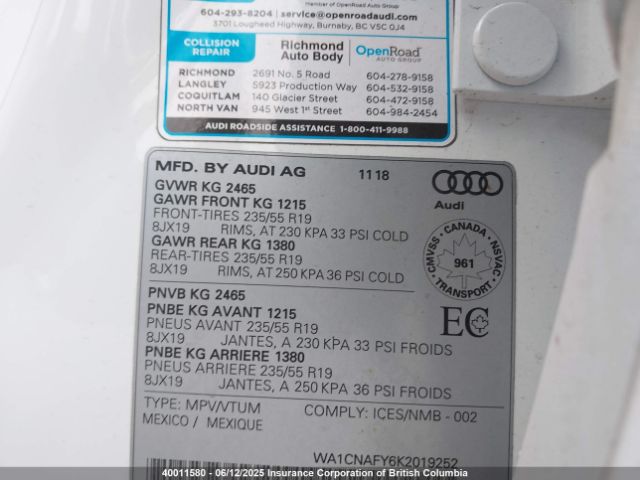 Member of OpenRoad Auto Group
604-293-8204 | service@openroadaudi.com
3701 Lougheed Highway, Burnaby, BC V5C 0J4
COLLISION REPAIR
Richmond Auto Body
OpenRoad AUTO GROUP
RICHMOND 2691 No. 5 Road 604-278-9158
LANGLEY 5923 Production Way 604-532-9158
COQUITLAM 140 Glacier Street 604-472-9158
NORTH VAN 945 West 1st Street 604-984-2454
AUDI ROADSIDE ASSISTANCE 1-800-411-9988
MFD. BY AUDI AG 11 18
GVWR KG 2465
GAWR FRONT KG 1215
FRONT-TIRES 235/55 R19
8JX19 RIMS, AT 230 KPA 33 PSI COLD
GAWR REAR KG 1380
REAR-TIRES 235/55 R19
8JX19 RIMS, AT 250 KPA 36 PSI COLD
Audi
CMVSS - CANADA - NSVAC
961
TRANSPORT
PNVB KG 2465
PNBE KG AVANT 1215
PNEUS AVANT 235/55 R19
8JX19 JANTES, A 230 KPA 33 PSI FROIDS
PNBE KG ARRIERE 1380
PNEUS ARRIERE 235/55 R19
8JX19 JANTES, A 250 KPA 36 PSI FROIDS
EC
TYPE: MPV/VTUM COMPLY: ICES/NMB - 002
MEXICO / MEXIQUE
WA1CNAFY6K2019252
40011580 - 06/12/2025 Insurance Corporation of British Columbia